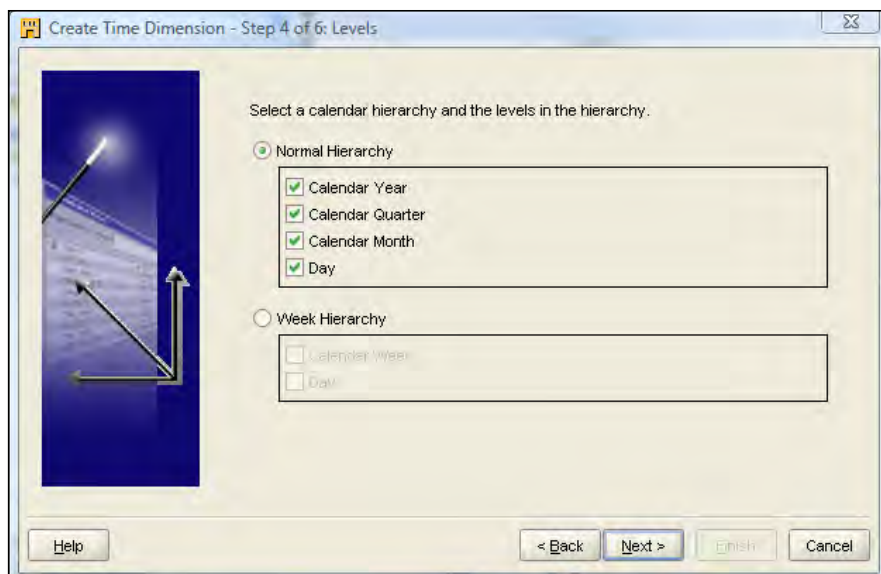 Create Time Dimension - Step 4 of 6: Levels
Select a calendar hierarchy and the levels in the hierarchy.
Normal Hierarchy
Calendar Year
Calendar Quarter
Calendar Month
Day
Week Hierarchy
Calendar Week
Day
Help
< Back
Next >
Finish
Cancel